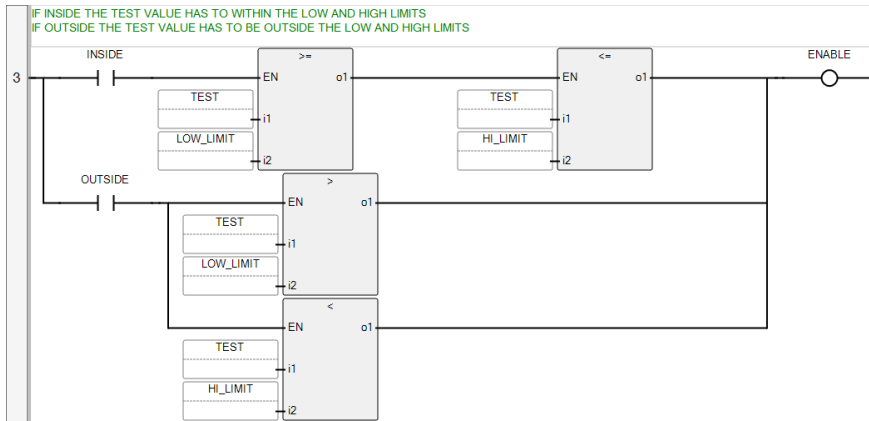 IF INSIDE THE TEST VALUE HAS TO WITHIN THE LOW AND HIGH LIMITS
IF OUTSIDE THE TEST VALUE HAS TO BE OUTSIDE THE LOW AND HIGH LIMITS
3
INSIDE
>=
<=
ENABLE
EN
o1
EN
o1
TEST
i1
LOW_LIMIT
i2
TEST
i1
HI_LIMIT
i2
OUTSIDE
>
EN
o1
TEST
i1
LOW_LIMIT
i2
<
EN
o1
TEST
i1
HI_LIMIT
i2